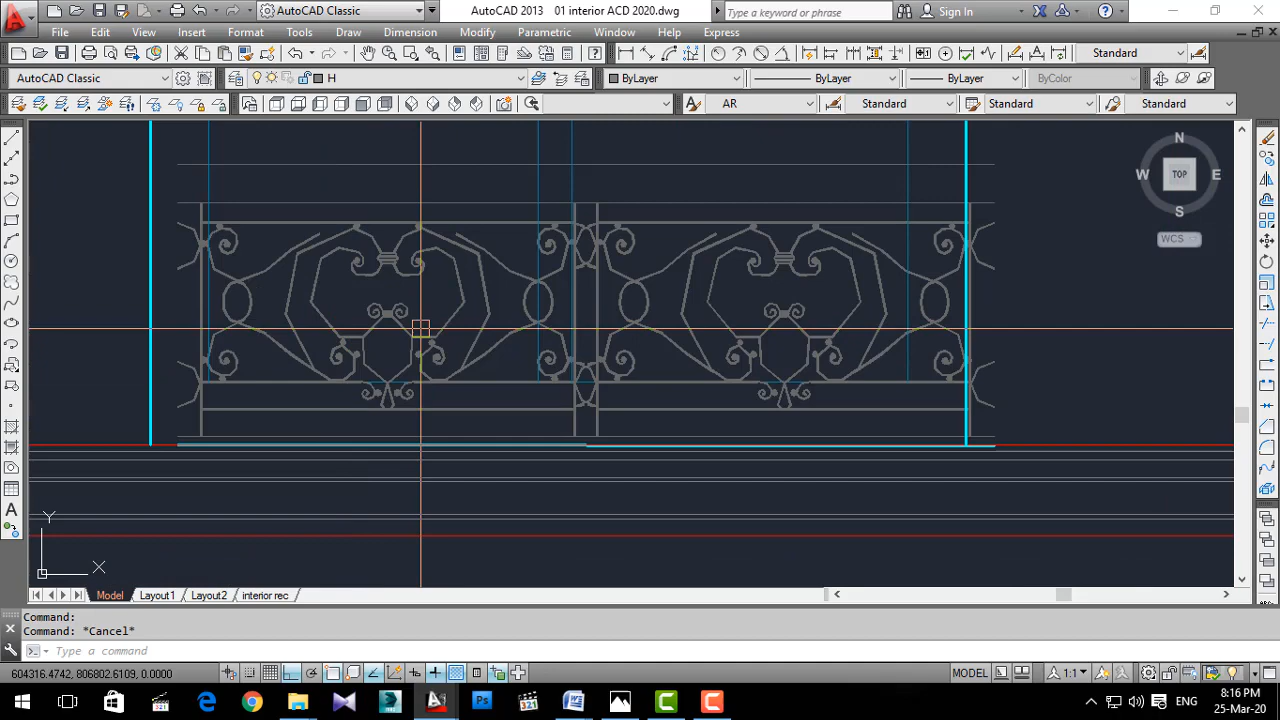 AutoCAD Classic
AutoCAD 2013 01 interior ACD 2020.dwg
Type a keyword or phrase
Sign In
File Edit View Insert Format Tools Draw Dimension Modify Parametric Window Help Express
Standard
AutoCAD Classic
H
ByLayer
ByLayer
ByLayer
ByColor
AR
Standard
Standard
Standard
N
W
TOP
E
S
WCS
Y
X
Model
Layout1
Layout2
interior rec
Command:
Command: *Cancel*
Type a command
604316.4742, 806802.6109, 0.0000
MODEL
1:1
ENG
8:16 PM
25-Mar-20